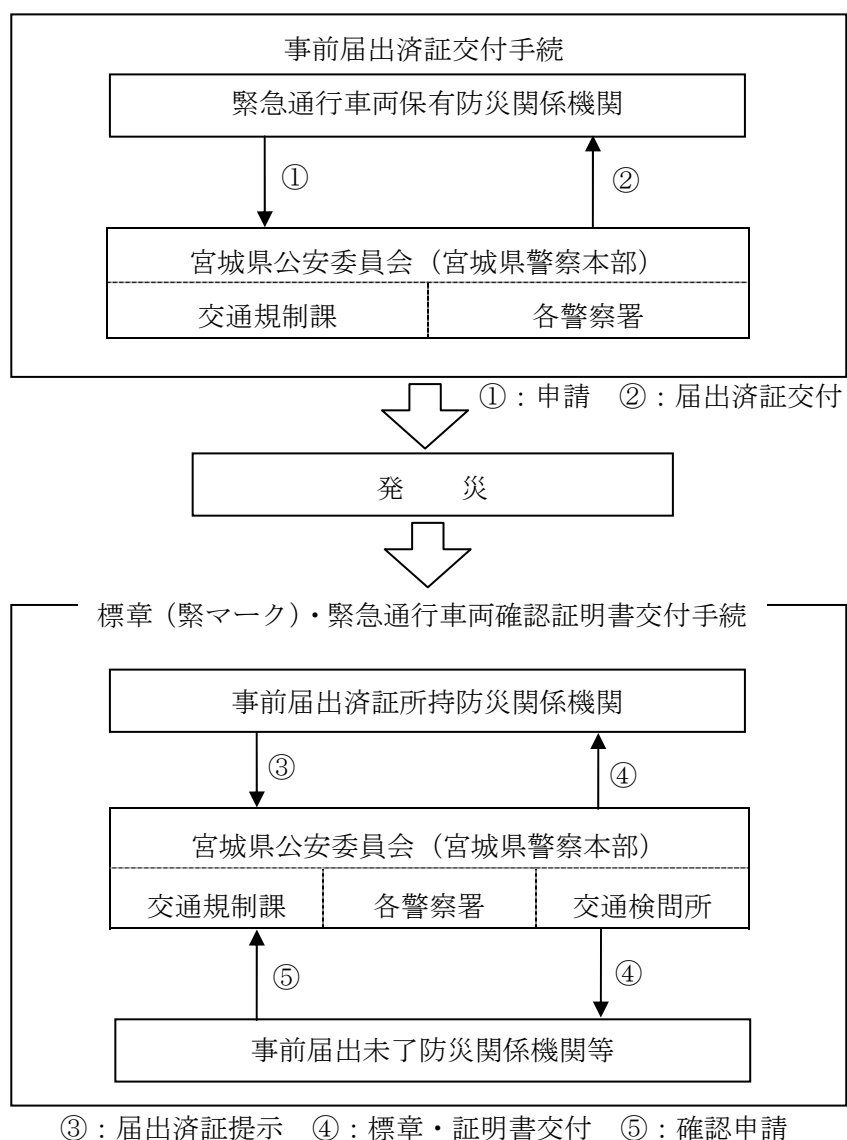 事前届出済証交付手続
緊急通行車両保有防災関係機関
① ②
宮城県公安委員会（宮城県警察本部）
交通規制課 各警察署
①：申請　②：届出済証交付
発　　災
標章（緊マーク）・緊急通行車両確認証明書交付手続
事前届出済証所持防災関係機関
③ ④
宮城県公安委員会（宮城県警察本部）
交通規制課 各警察署 交通検問所
⑤ ④
事前届出未了防災関係機関等
③：届出済証提示　④：標章・証明書交付　⑤：確認申請